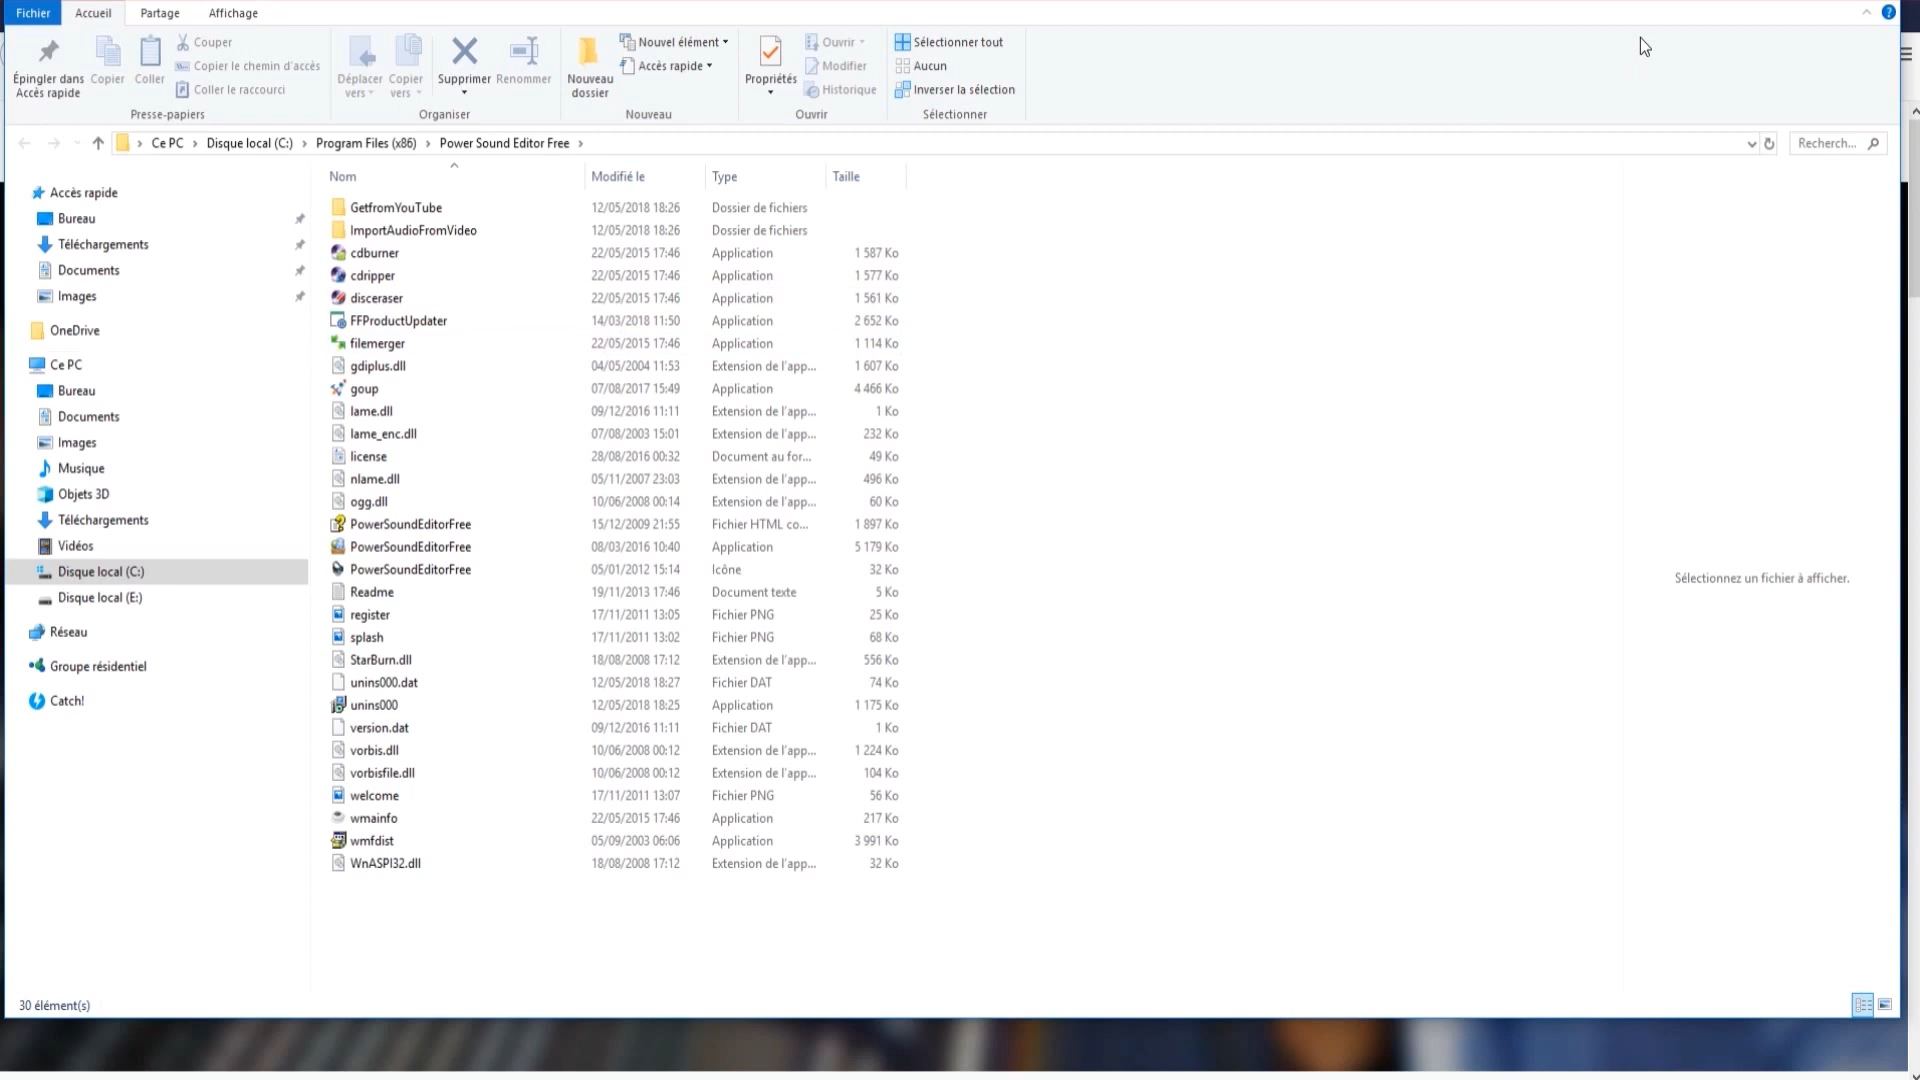 Fichier Accueil Partage Affichage
Épingler dans Accès rapide
Copier
Coller
Couper
Copier le chemin d'accès
Coller le raccourci
Presse-papiers
Déplacer vers
Copier vers
Supprimer
Renommer
Organiser
Nouveau dossier
Nouvel élément
Accès rapide
Nouveau
Propriétés
Ouvrir
Modifier
Historique
Ouvrir
Sélectionner tout
Aucun
Inverser la sélection
Sélectionner
Ce PC › Disque local (C:) › Program Files (x86) › Power Sound Editor Free ›
Recherch...
Accès rapide
Bureau
Téléchargements
Documents
Images
OneDrive
Ce PC
Bureau
Documents
Images
Musique
Objets 3D
Téléchargements
Vidéos
Disque local (C:)
Disque local (E:)
Réseau
Groupe résidentiel
Catch!
Nom Modifié le Type Taille
GetfromYouTube 12/05/2018 18:26 Dossier de fichiers
ImportAudioFromVideo 12/05/2018 18:26 Dossier de fichiers
cdburner 22/05/2015 17:46 Application 1 587 Ko
cdripper 22/05/2015 17:46 Application 1 577 Ko
disceraser 22/05/2015 17:46 Application 1 561 Ko
FFProductUpdater 14/03/2018 11:50 Application 2 652 Ko
filemerger 22/05/2015 17:46 Application 1 114 Ko
gdiplus.dll 04/05/2004 11:53 Extension de l'app... 1 607 Ko
goup 07/08/2017 15:49 Application 4 466 Ko
lame.dll 09/12/2016 11:11 Extension de l'app... 1 Ko
lame_enc.dll 07/08/2003 15:01 Extension de l'app... 232 Ko
license 28/08/2016 00:32 Document au for... 49 Ko
nlame.dll 05/11/2007 23:03 Extension de l'app... 496 Ko
ogg.dll 10/06/2008 00:14 Extension de l'app... 60 Ko
PowerSoundEditorFree 15/12/2009 21:55 Fichier HTML co... 1 897 Ko
PowerSoundEditorFree 08/03/2016 10:40 Application 5 179 Ko
PowerSoundEditorFree 05/01/2012 15:14 Icône 32 Ko
Readme 19/11/2013 17:46 Document texte 5 Ko
register 17/11/2011 13:05 Fichier PNG 25 Ko
splash 17/11/2011 13:02 Fichier PNG 68 Ko
StarBurn.dll 18/08/2008 17:12 Extension de l'app... 556 Ko
unins000.dat 12/05/2018 18:27 Fichier DAT 74 Ko
unins000 12/05/2018 18:25 Application 1 175 Ko
version.dat 09/12/2016 11:11 Fichier DAT 1 Ko
vorbis.dll 10/06/2008 00:12 Extension de l'app... 1 224 Ko
vorbisfile.dll 10/06/2008 00:12 Extension de l'app... 104 Ko
welcome 17/11/2011 13:07 Fichier PNG 56 Ko
wmainfo 22/05/2015 17:46 Application 217 Ko
wmfdist 05/09/2003 06:06 Application 3 991 Ko
WnASPI32.dll 18/08/2008 17:12 Extension de l'app... 32 Ko
Sélectionnez un fichier à afficher.
30 élément(s)